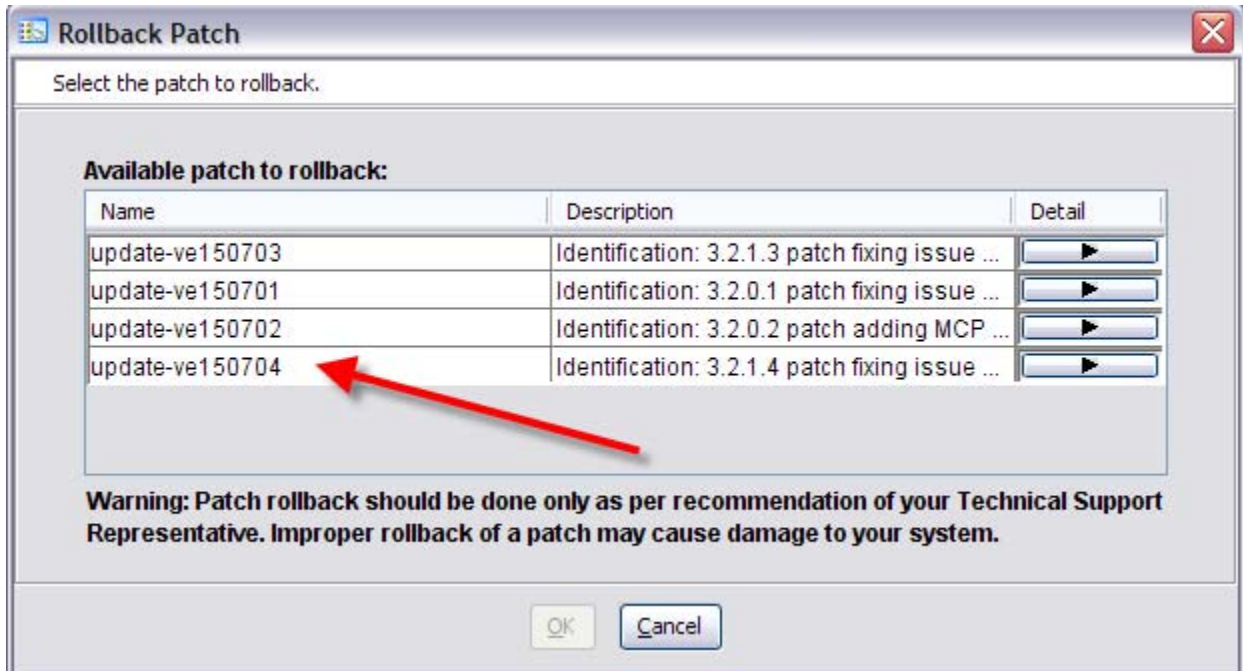 Rollback Patch
Select the patch to rollback.
Available patch to rollback:
Name Description Detail
update-ve150703 Identification: 3.2.1.3 patch fixing issue ...
update-ve150701 Identification: 3.2.0.1 patch fixing issue ...
update-ve150702 Identification: 3.2.0.2 patch adding MCP ...
update-ve150704 Identification: 3.2.1.4 patch fixing issue ...
Warning: Patch rollback should be done only as per recommendation of your Technical Support
Representative. Improper rollback of a patch may cause damage to your system.
OK Cancel